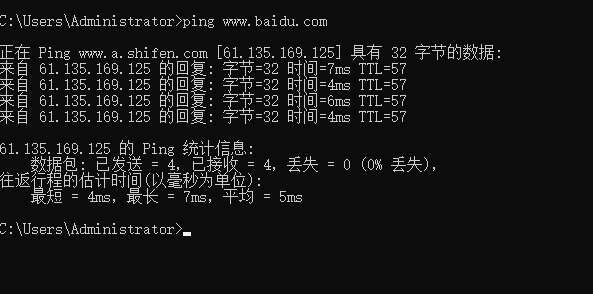 C:\Users\Administrator>ping www.baidu.com
正在 Ping www.a.shifen.com [61.135.169.125] 具有 32 字节的数据:
来自 61.135.169.125 的回复: 字节=32 时间=7ms TTL=57
来自 61.135.169.125 的回复: 字节=32 时间=4ms TTL=57
来自 61.135.169.125 的回复: 字节=32 时间=6ms TTL=57
来自 61.135.169.125 的回复: 字节=32 时间=4ms TTL=57
61.135.169.125 的 Ping 统计信息:
数据包: 已发送 = 4, 已接收 = 4, 丢失 = 0 (0% 丢失),
往返行程的估计时间(以毫秒为单位):
最短 = 4ms, 最长 = 7ms, 平均 = 5ms
C:\Users\Administrator>